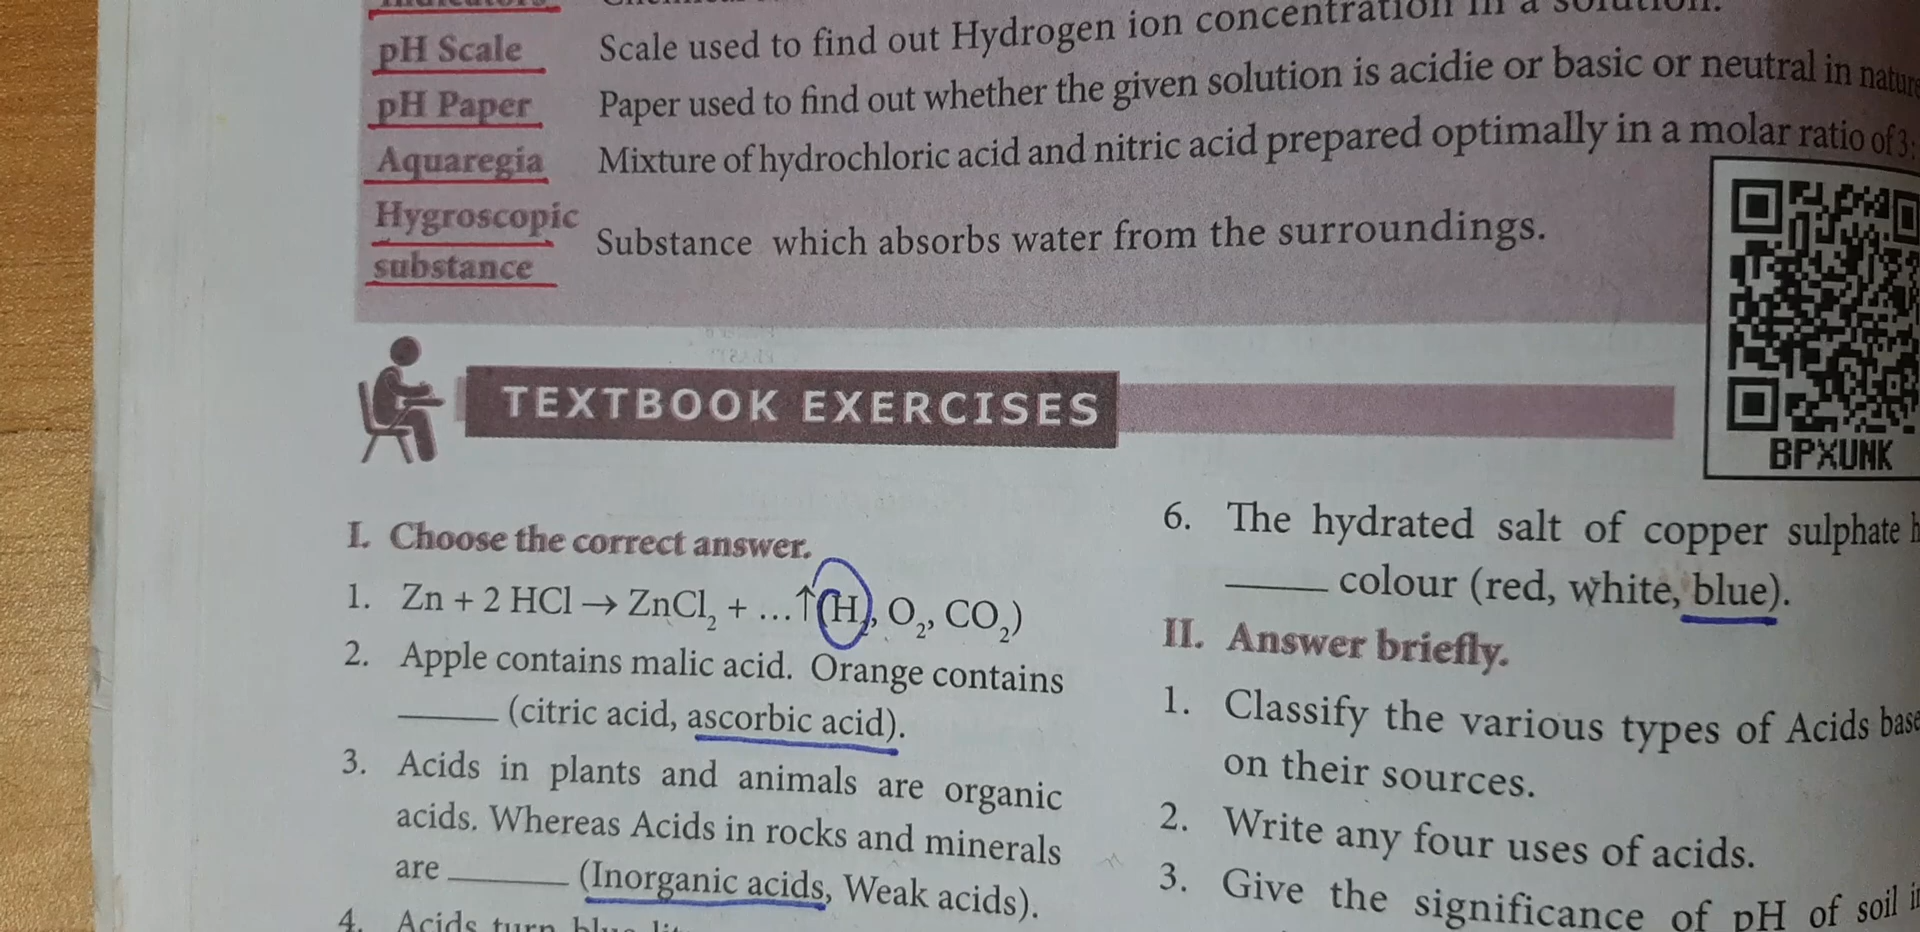 pH Scale Scale used to find out Hydrogen ion concentration in a solution.
pH Paper Paper used to find out whether the given solution is acidie or basic or neutral in nature
Aquaregia Mixture of hydrochloric acid and nitric acid prepared optimally in a molar ratio of 3:
Hygroscopic
substance Substance which absorbs water from the surroundings.
BPXUNK
TEXTBOOK EXERCISES
I. Choose the correct answer.
1. Zn + 2 HCl → ZnCl₂ + ...↑(H₂, O₂, CO₂)
2. Apple contains malic acid. Orange contains
______ (citric acid, ascorbic acid).
3. Acids in plants and animals are organic
acids. Whereas Acids in rocks and minerals
are ______ (Inorganic acids, Weak acids).
4. Acids turn blue
6. The hydrated salt of copper sulphate
______ colour (red, white, blue).
II. Answer briefly.
1. Classify the various types of Acids base
on their sources.
2. Write any four uses of acids.
3. Give the significance of pH of soil